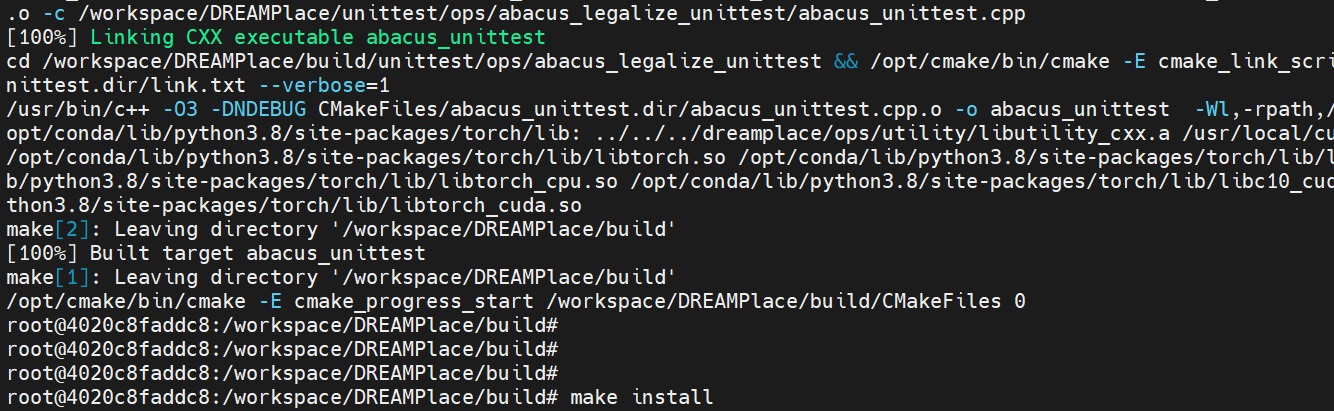 .o -c /workspace/DREAMPlace/unittest/ops/abacus_legalize_unittest/abacus_unittest.cpp
[100%] Linking CXX executable abacus_unittest
cd /workspace/DREAMPlace/build/unittest/ops/abacus_legalize_unittest && /opt/cmake/bin/cmake -E cmake_link_scri
nittest.dir/link.txt --verbose=1
/usr/bin/c++ -O3 -DNDEBUG CMakeFiles/abacus_unittest.dir/abacus_unittest.cpp.o -o abacus_unittest  -Wl,-rpath,/
opt/conda/lib/python3.8/site-packages/torch/lib: ../../../dreamplace/ops/utility/libutility_cxx.a /usr/local/cu
/opt/conda/lib/python3.8/site-packages/torch/lib/libtorch.so /opt/conda/lib/python3.8/site-packages/torch/lib/l
b/python3.8/site-packages/torch/lib/libtorch_cpu.so /opt/conda/lib/python3.8/site-packages/torch/lib/libc10_cud
thon3.8/site-packages/torch/lib/libtorch_cuda.so
make[2]: Leaving directory '/workspace/DREAMPlace/build'
[100%] Built target abacus_unittest
make[1]: Leaving directory '/workspace/DREAMPlace/build'
/opt/cmake/bin/cmake -E cmake_progress_start /workspace/DREAMPlace/build/CMakeFiles 0
root@4020c8faddc8:/workspace/DREAMPlace/build#
root@4020c8faddc8:/workspace/DREAMPlace/build#
root@4020c8faddc8:/workspace/DREAMPlace/build#
root@4020c8faddc8:/workspace/DREAMPlace/build# make install